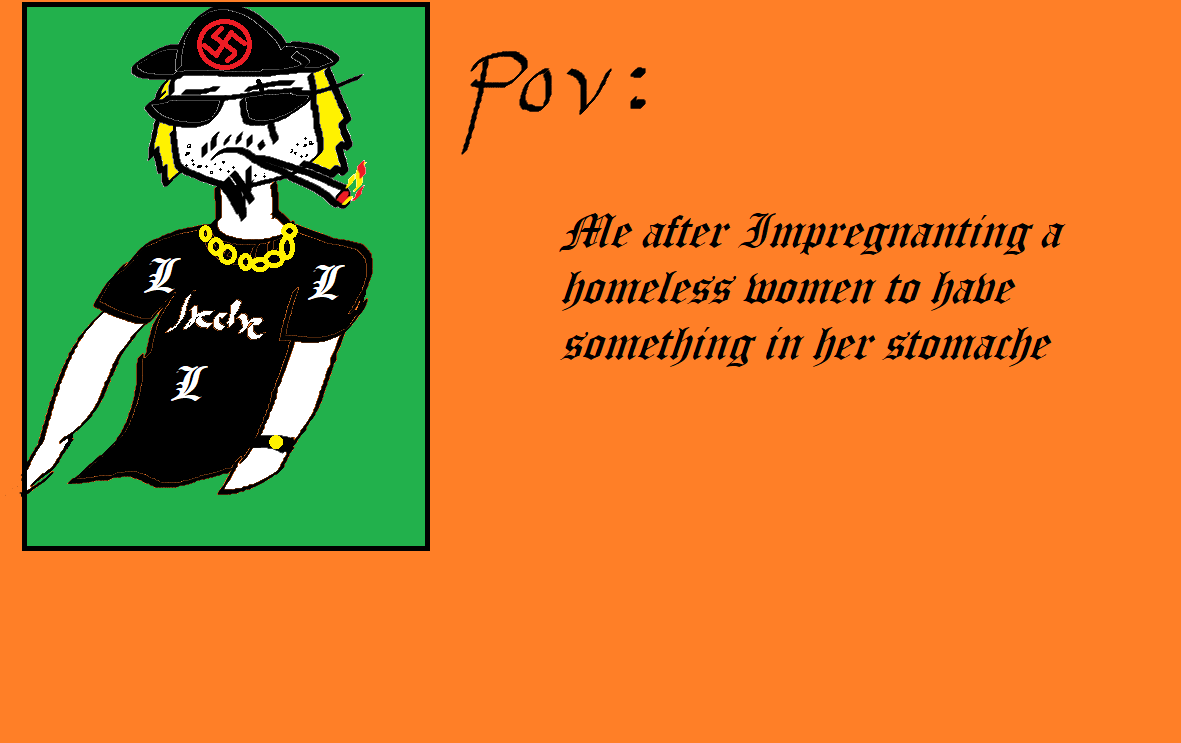 Pov:
Me after Impregnanting a
homeless women to have
something in her stomache
L
L
L